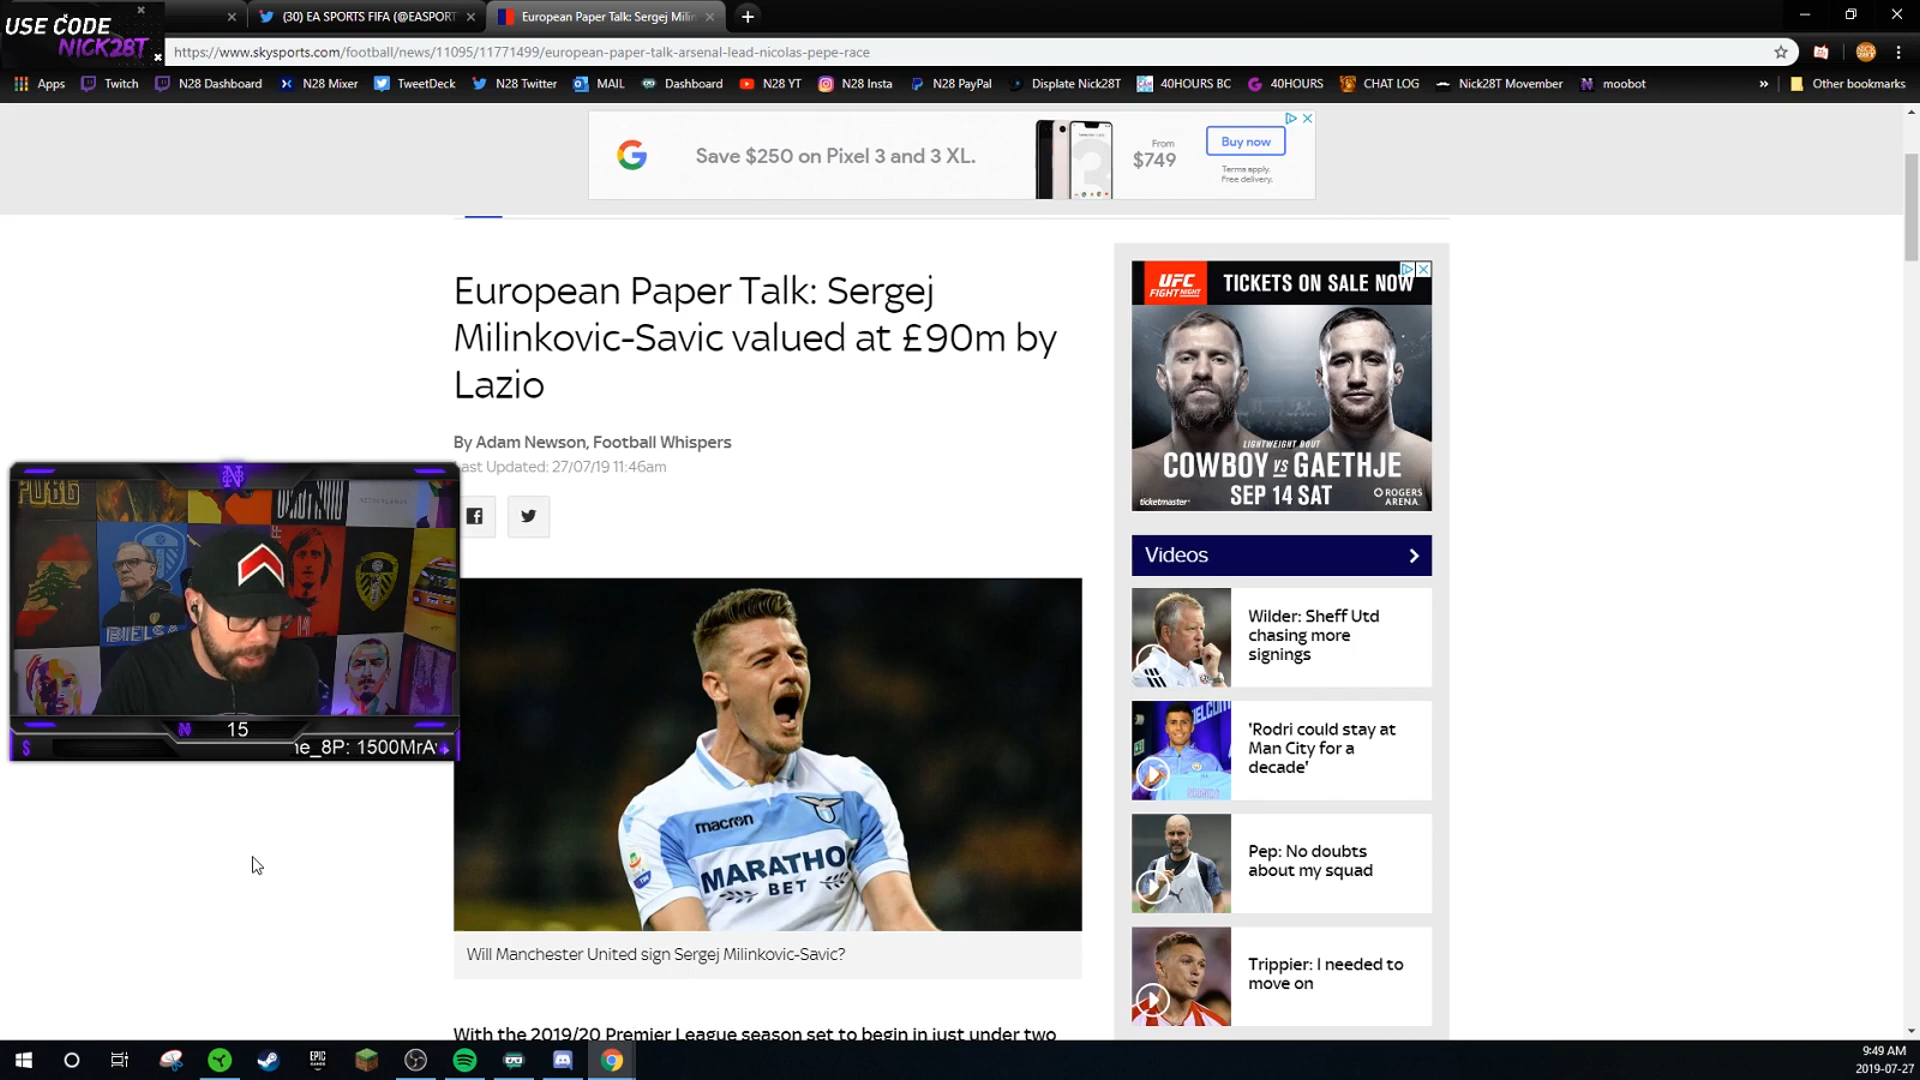 USE CODE
NICK28T
(30) EA SPORTS FIFA (@EASPORT
European Paper Talk: Sergej Milin
https://www.skysports.com/football/news/11095/11771499/european-paper-talk-arsenal-lead-nicolas-pepe-race
Apps Twitch N28 Dashboard N28 Mixer TweetDeck N28 Twitter MAIL Dashboard N28 YT N28 Insta N28 PayPal Displate Nick28T 40HOURS BC 40HOURS CHAT LOG Nick28T Movember moobot » Other bookmarks
Save $250 on Pixel 3 and 3 XL.
From
$749
Buy now
Terms apply.
Free delivery.
European Paper Talk: Sergej
Milinkovic-Savic valued at £90m by
Lazio
By Adam Newson, Football Whispers
ast Updated: 27/07/19 11:46am
UFC
FIGHT NIGHT
TICKETS ON SALE NOW
LIGHTWEIGHT BOUT
COWBOY VS GAETHJE
SEP 14 SAT
ticketmaster
ROGERS
ARENA
Videos
Wilder: Sheff Utd
chasing more
signings
'Rodri could stay at
Man City for a
decade'
Pep: No doubts
about my squad
Trippier: I needed to
move on
PUBG
BIELSA
15
$
ne_8P: 1500MrA
macron
MARATHO
BET
Will Manchester United sign Sergej Milinkovic-Savic?
With the 2019/20 Premier League season set to begin in just under two
EPIC
GAMES
9:49 AM
2019-07-27